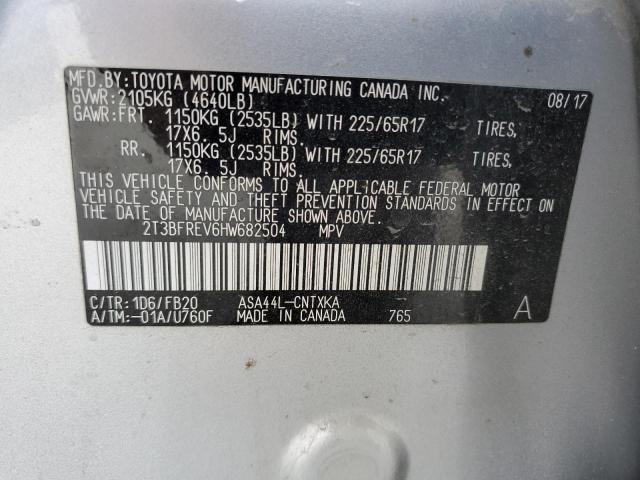 MFD.BY:TOYOTA MOTOR MANUFACTURING CANADA INC. 08/17
GVWR:2105KG (4640LB)
GAWR:FRT. 1150KG (2535LB) WITH 225/65R17 TIRES,
17X6.5J RIMS.
RR. 1150KG (2535LB) WITH 225/65R17 TIRES,
17X6.5J RIMS.
THIS VEHICLE CONFORMS TO ALL APPLICABLE FEDERAL MOTOR
VEHICLE SAFETY AND THEFT PREVENTION STANDARDS IN EFFECT ON
THE DATE OF MANUFACTURE SHOWN ABOVE.
2T3BFREV6HW682504 MPV
C/TR:1D6/FB20 ASA44L-CNTXKA
A/TM:-01A/U760F MADE IN CANADA 765 A